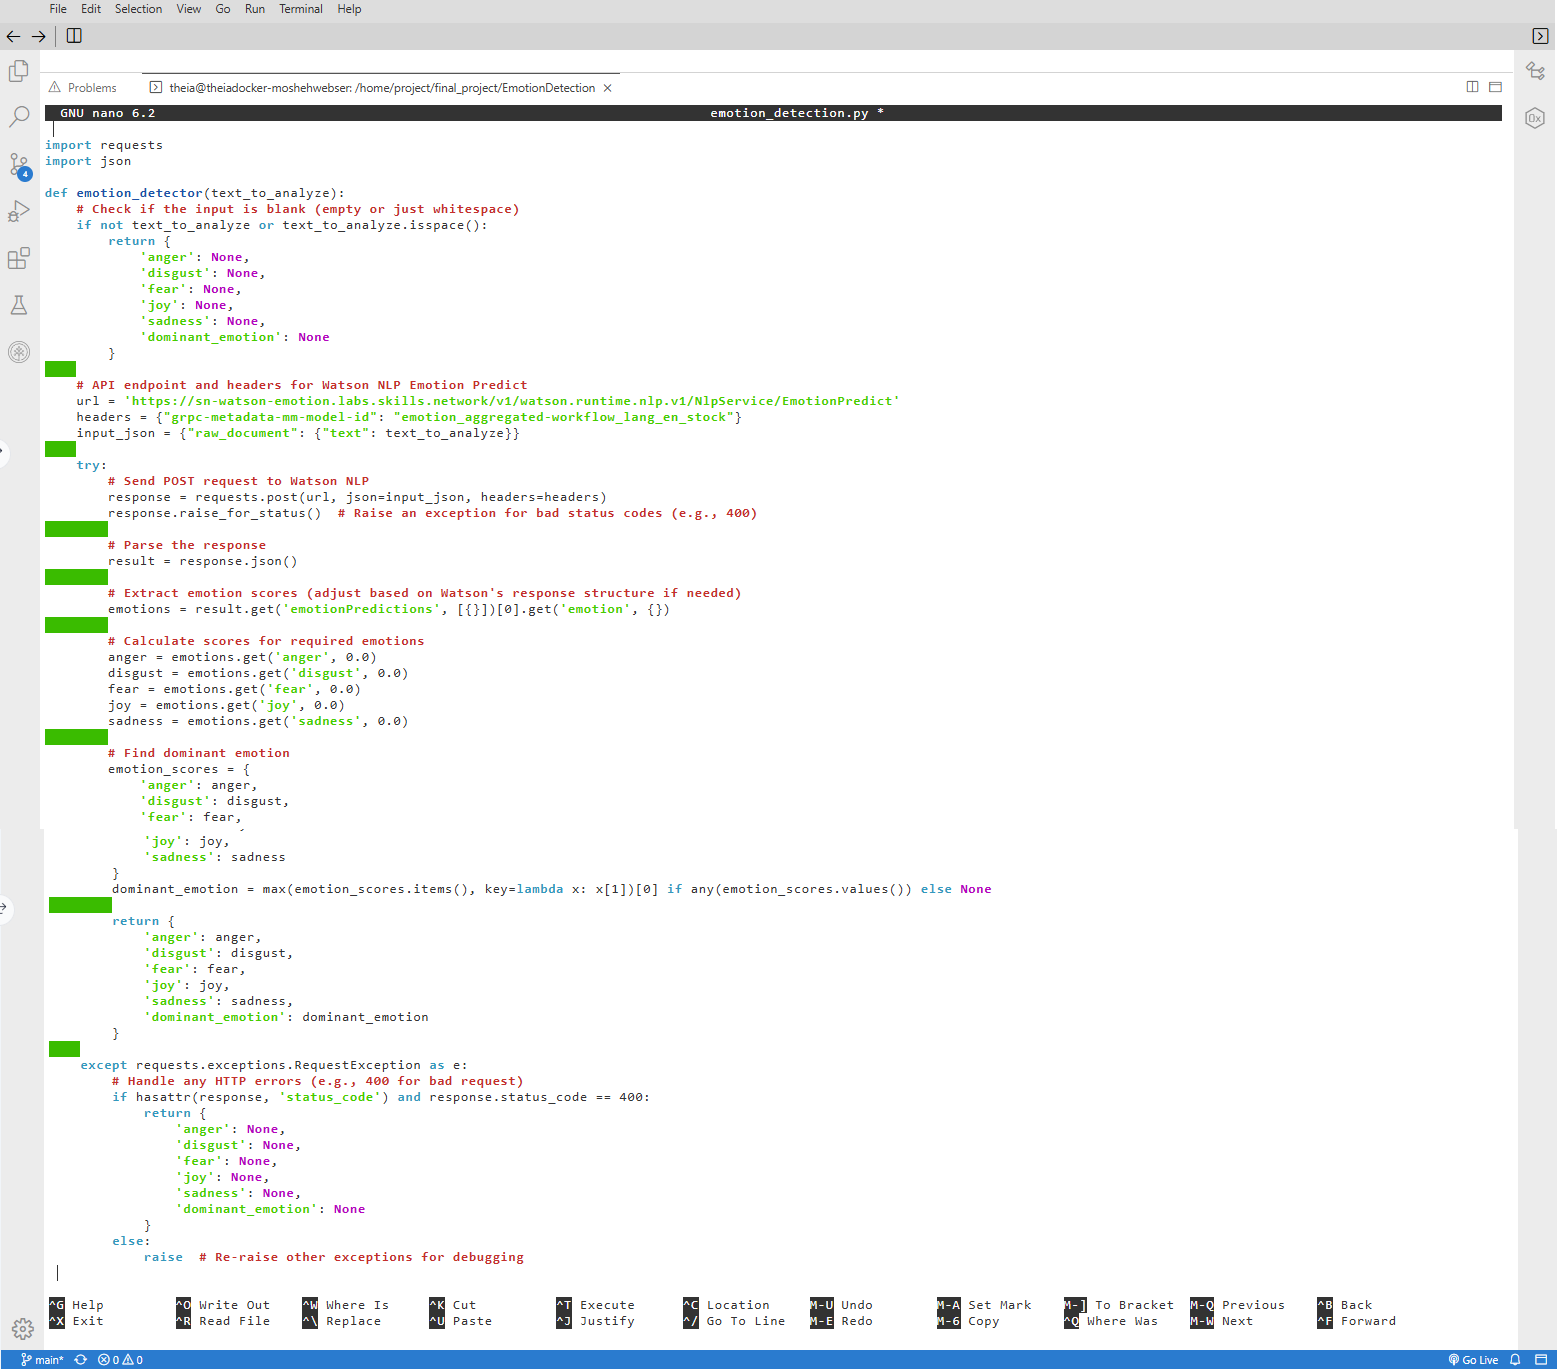 File Edit Selection View Go Run Terminal Help
Problems theia@theiadocker-moshehwebser: /home/project/final_project/EmotionDetection ×
GNU nano 6.2 emotion_detection.py *
import requests
import json
def emotion_detector(text_to_analyze):
    # Check if the input is blank (empty or just whitespace)
    if not text_to_analyze or text_to_analyze.isspace():
        return {
            'anger': None,
            'disgust': None,
            'fear': None,
            'joy': None,
            'sadness': None,
            'dominant_emotion': None
        }
    # API endpoint and headers for Watson NLP Emotion Predict
    url = 'https://sn-watson-emotion.labs.skills.network/v1/watson.runtime.nlp.v1/NlpService/EmotionPredict'
    headers = {"grpc-metadata-mm-model-id": "emotion_aggregated-workflow_lang_en_stock"}
    input_json = {"raw_document": {"text": text_to_analyze}}
    try:
        # Send POST request to Watson NLP
        response = requests.post(url, json=input_json, headers=headers)
        response.raise_for_status()  # Raise an exception for bad status codes (e.g., 400)
        # Parse the response
        result = response.json()
        # Extract emotion scores (adjust based on Watson's response structure if needed)
        emotions = result.get('emotionPredictions', [{}])[0].get('emotion', {})
        # Calculate scores for required emotions
        anger = emotions.get('anger', 0.0)
        disgust = emotions.get('disgust', 0.0)
        fear = emotions.get('fear', 0.0)
        joy = emotions.get('joy', 0.0)
        sadness = emotions.get('sadness', 0.0)
        # Find dominant emotion
        emotion_scores = {
            'anger': anger,
            'disgust': disgust,
            'fear': fear,
            'joy': joy,
            'sadness': sadness
        }
        dominant_emotion = max(emotion_scores.items(), key=lambda x: x[1])[0] if any(emotion_scores.values()) else None
        return {
            'anger': anger,
            'disgust': disgust,
            'fear': fear,
            'joy': joy,
            'sadness': sadness,
            'dominant_emotion': dominant_emotion
        }
    except requests.exceptions.RequestException as e:
        # Handle any HTTP errors (e.g., 400 for bad request)
        if hasattr(response, 'status_code') and response.status_code == 400:
            return {
                'anger': None,
                'disgust': None,
                'fear': None,
                'joy': None,
                'sadness': None,
                'dominant_emotion': None
            }
        else:
            raise  # Re-raise other exceptions for debugging
^G Help ^O Write Out ^W Where Is ^K Cut ^T Execute ^C Location M-U Undo M-A Set Mark M-] To Bracket M-Q Previous ^B Back
^X Exit ^R Read File ^\ Replace ^U Paste ^J Justify ^/ Go To Line M-E Redo M-6 Copy ^Q Where Was M-W Next ^F Forward
4
0x
main* 0 0 Go Live